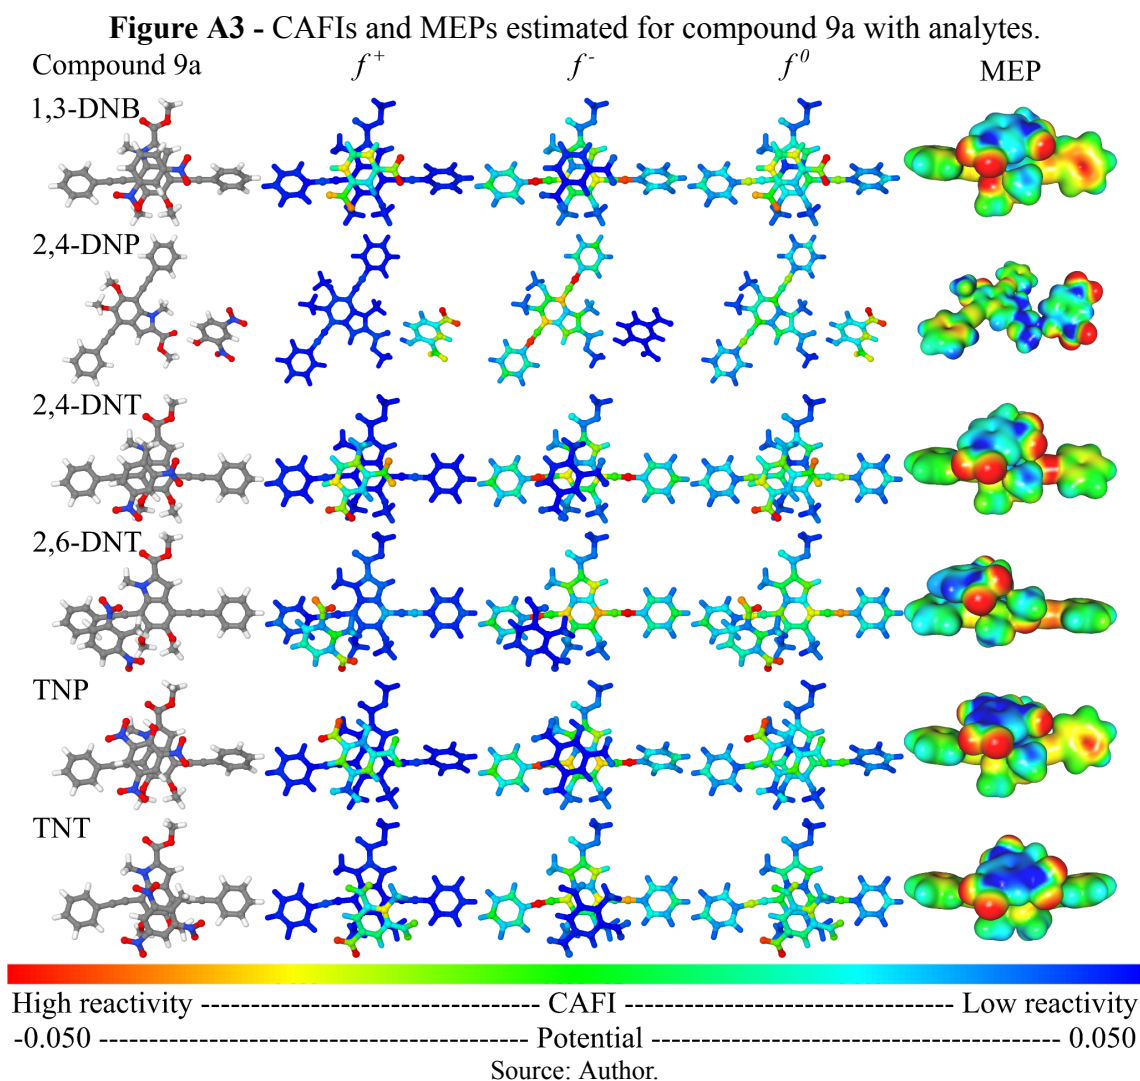 Figure A3 - CAFIs and MEPs estimated for compound 9a with analytes.
Compound 9a f⁺ f⁻ f⁰ MEP
1,3-DNB
2,4-DNP
2,4-DNT
2,6-DNT
TNP
TNT
High reactivity -------------------------------- CAFI ------------------------------- Low reactivity
-0.050 ----------------------------------------- Potential ---------------------------------------- 0.050
Source: Author.